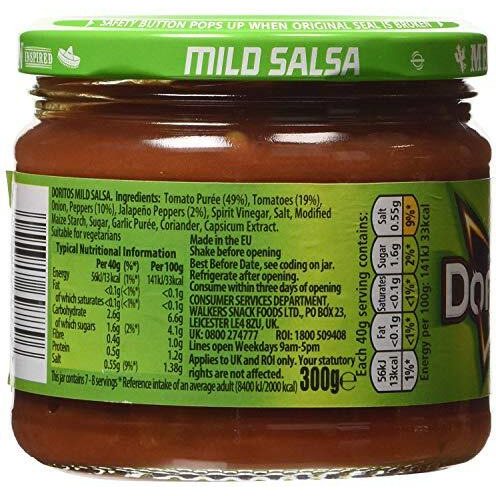 SAFETY BUTTON POPS UP WHEN ORIGINAL SEAL IS BROKEN
INSPIRED
MILD SALSA
DORITOS MILD SALSA. Ingredients: Tomato Purée (49%), Tomatoes (19%),
Onion, Peppers (10%), Jalapeño Peppers (2%), Spirit Vinegar, Salt, Modified
Maize Starch, Sugar, Garlic Purée, Coriander, Capsicum Extract.
Suitable for vegetarians
Typical Nutritional Information
Per 40g (%*) Per 100g
Energy 56kJ/13kcal (1%*) 141kJ/33kcal
Fat <0.1g (<1%*) <0.1g
of which saturates <0.1g (<1%*) <0.1g
Carbohydrate 2.6g 6.6g
of which sugars 1.6g (2%*) 4.1g
Fibre 0.4g 1.0g
Protein 0.5g 1.2g
Salt 0.55g (9%*) 1.38g
This jar contains 7 - 8 servings * Reference intake of an average adult (8400 kJ/2000 kcal)
Made in the EU
Shake before opening
Best Before Date, see coding on jar.
Refrigerate after opening.
Consume within three days of opening
CONSUMER SERVICES DEPARTMENT,
WALKERS SNACK FOODS LTD., PO BOX 23,
LEICESTER LE4 8ZU, UK.
UK 0800 274777 ROI: 1800 509408
Lines open Weekdays 9am-5pm
Applies to UK and ROI only. Your statutory
rights are not affected.
300g e
Each 40g serving contains:
56kJ 13kcal 1%*
Fat <0.1g <1%*
Saturates <0.1g <1%*
Sugar 1.6g 2%*
Salt 0.55g 9%*
Energy per 100g: 141kJ 33kcal
Dor